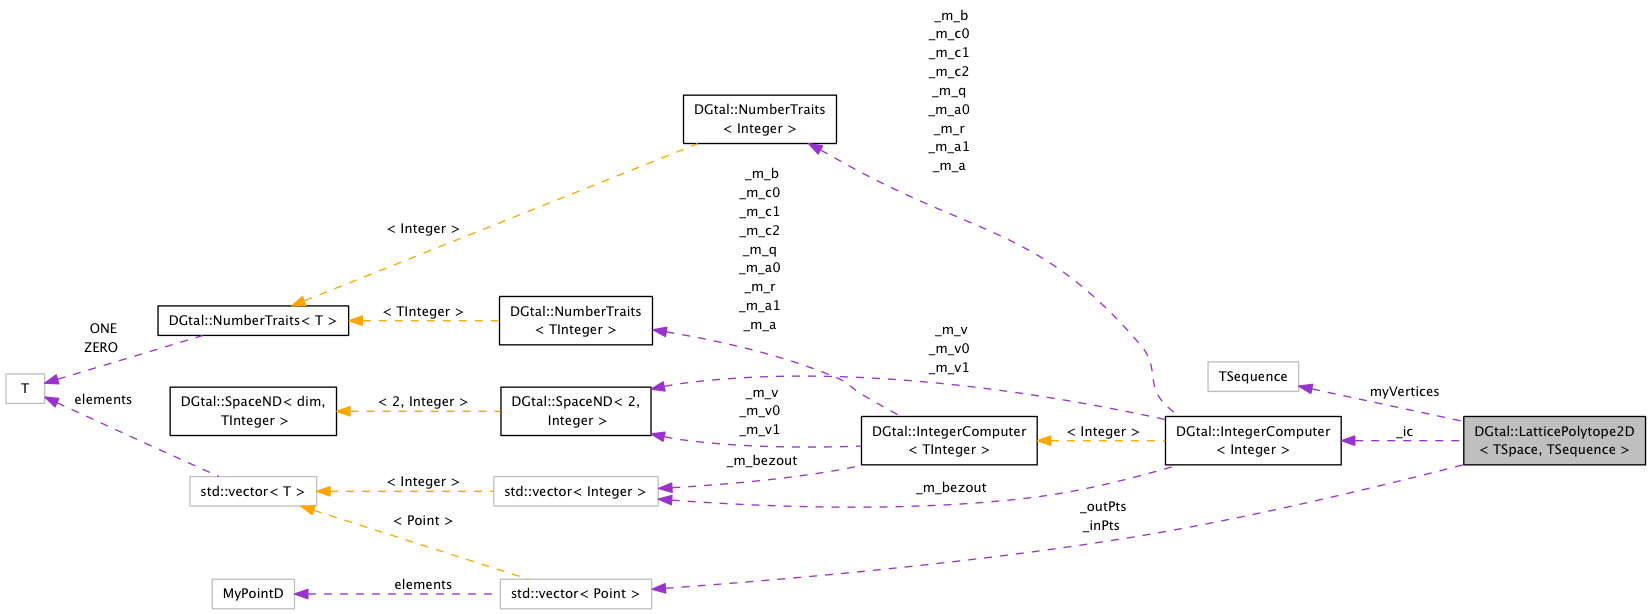 _m_b
_m_c0
_m_c1
_m_c2
_m_q
_m_a0
_m_r
_m_a1
_m_a
DGtal::NumberTraits
< Integer >
_m_b
_m_c0
_m_c1
_m_c2
_m_q
_m_a0
_m_r
_m_a1
_m_a
< Integer >
DGtal::NumberTraits< T >
< TInteger >
DGtal::NumberTraits
< TInteger >
ONE
ZERO
_m_v
_m_v0
_m_v1
TSequence
T
elements
DGtal::SpaceND< dim,
TInteger >
< 2, Integer >
DGtal::SpaceND< 2,
Integer >
_m_v
_m_v0
_m_v1
myVertices
DGtal::IntegerComputer
< TInteger >
< Integer >
DGtal::IntegerComputer
< Integer >
_ic
DGtal::LatticePolytope2D
< TSpace, TSequence >
_m_bezout
std::vector< T >
< Integer >
std::vector< Integer >
_m_bezout
< Point >
_outPts
_inPts
MyPointD
elements
std::vector< Point >